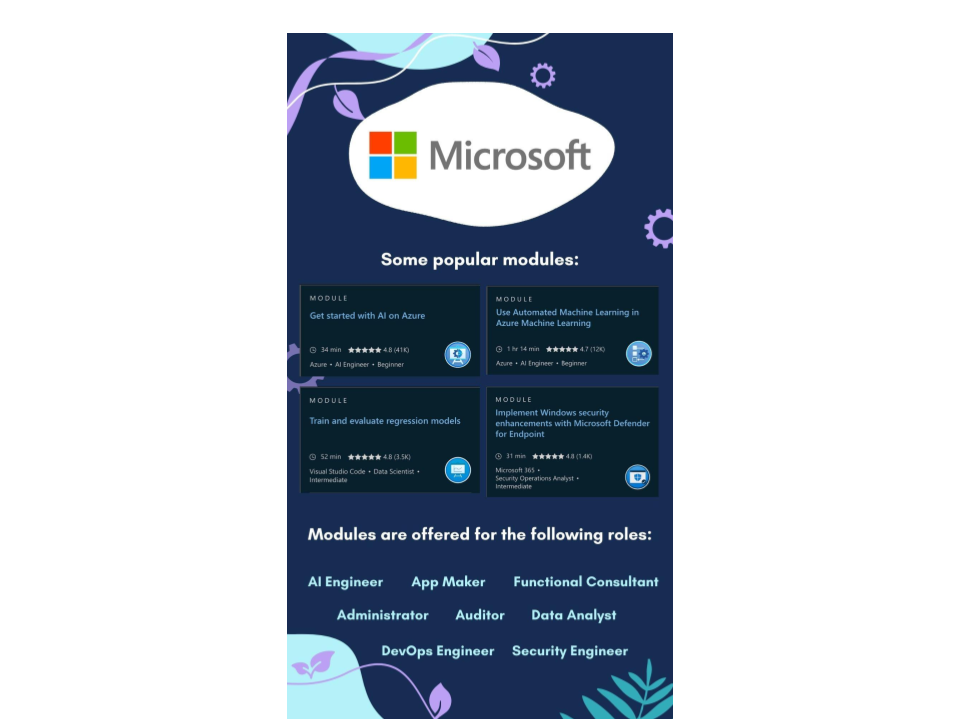 Microsoft
Some popular modules:
MODULE
Get started with AI on Azure
34 min ★★★★★ 4.8 (41K)
Azure • AI Engineer • Beginner
MODULE
Use Automated Machine Learning in
Azure Machine Learning
1 hr 14 min ★★★★★ 4.7 (12K)
Azure • AI Engineer • Beginner
MODULE
Train and evaluate regression models
52 min ★★★★★ 4.8 (3.5K)
Visual Studio Code • Data Scientist •
Intermediate
MODULE
Implement Windows security
enhancements with Microsoft Defender
for Endpoint
31 min ★★★★★ 4.8 (1.4K)
Microsoft 365 •
Security Operations Analyst •
Intermediate
Modules are offered for the following roles:
AI Engineer App Maker Functional Consultant
Administrator Auditor Data Analyst
DevOps Engineer Security Engineer